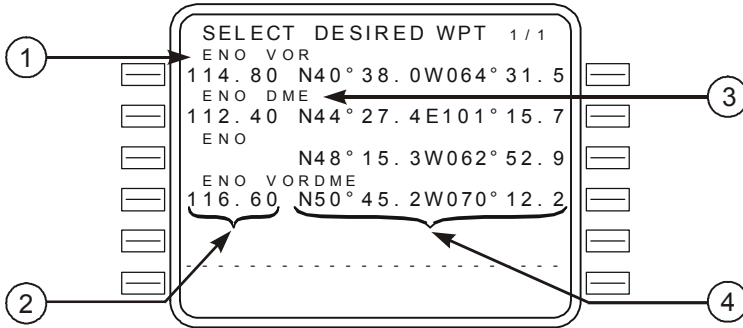 SELECT DESIRED WPT 1/1
ENO VOR
114.80 N40°38.0W064°31.5
ENO DME
112.40 N44°27.4E101°15.7
ENO
N48°15.3W062°52.9
ENO VORDME
116.60 N50°45.2W070°12.2
------------------------
1
2
3
4